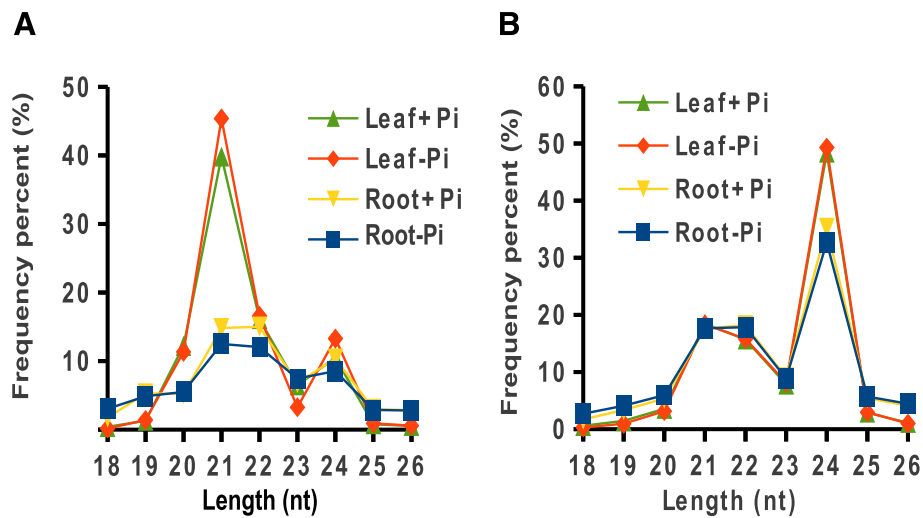 A
50
40
30
20
10
Frequency percent (%)
Leaf+Pi
Leaf-Pi
Root+Pi
Root-Pi
18 19 20 21 22 23 24 25 26
Length (nt)
B
60
50
40
30
20
10
0
Frequency percent (%)
Leaf+Pi
Leaf-Pi
Root+Pi
Root-Pi
18 19 20 21 22 23 24 25 26
Length (nt)